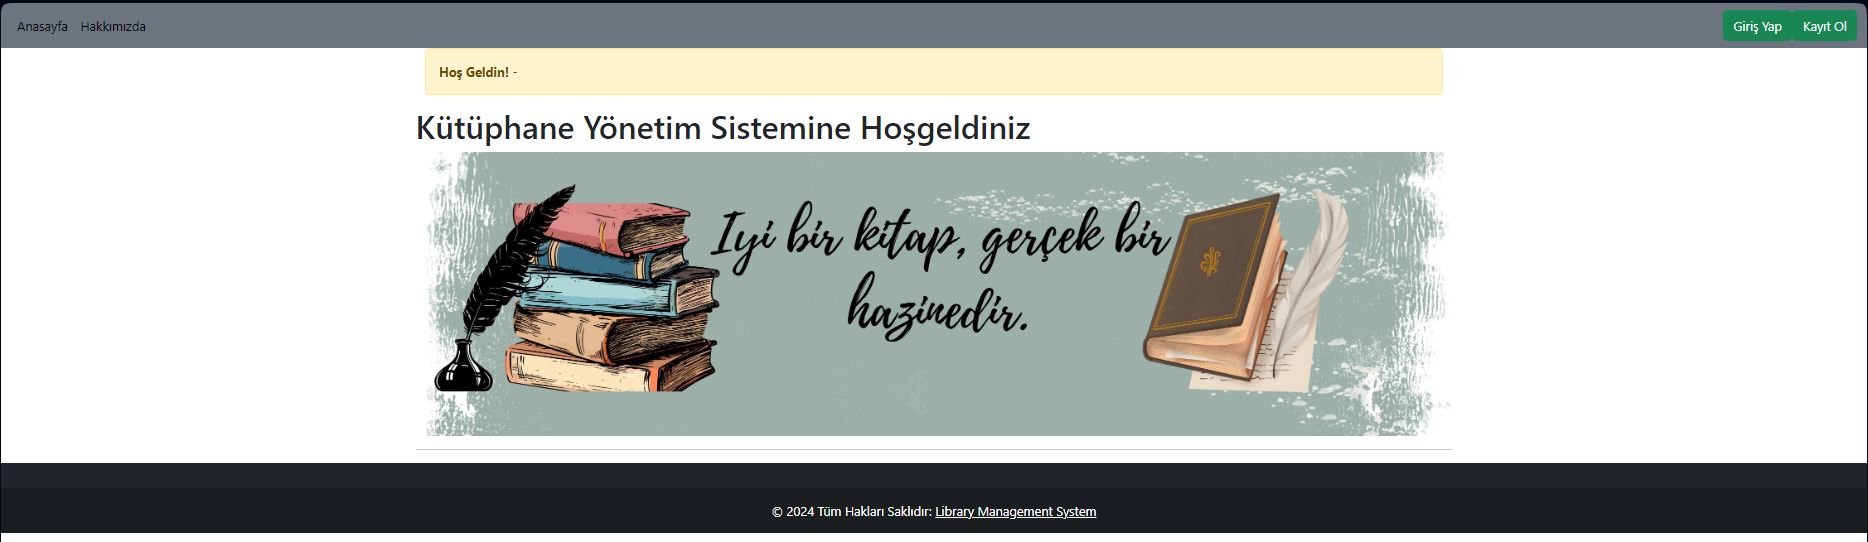 Anasayfa Hakkımızda Giriş Yap Kayıt Ol
Hoş Geldin! -
Kütüphane Yönetim Sistemine Hoşgeldiniz
Iyi bir kitap, gerçek bir
hazinedir.
© 2024 Tüm Hakları Saklıdır: Library Management System